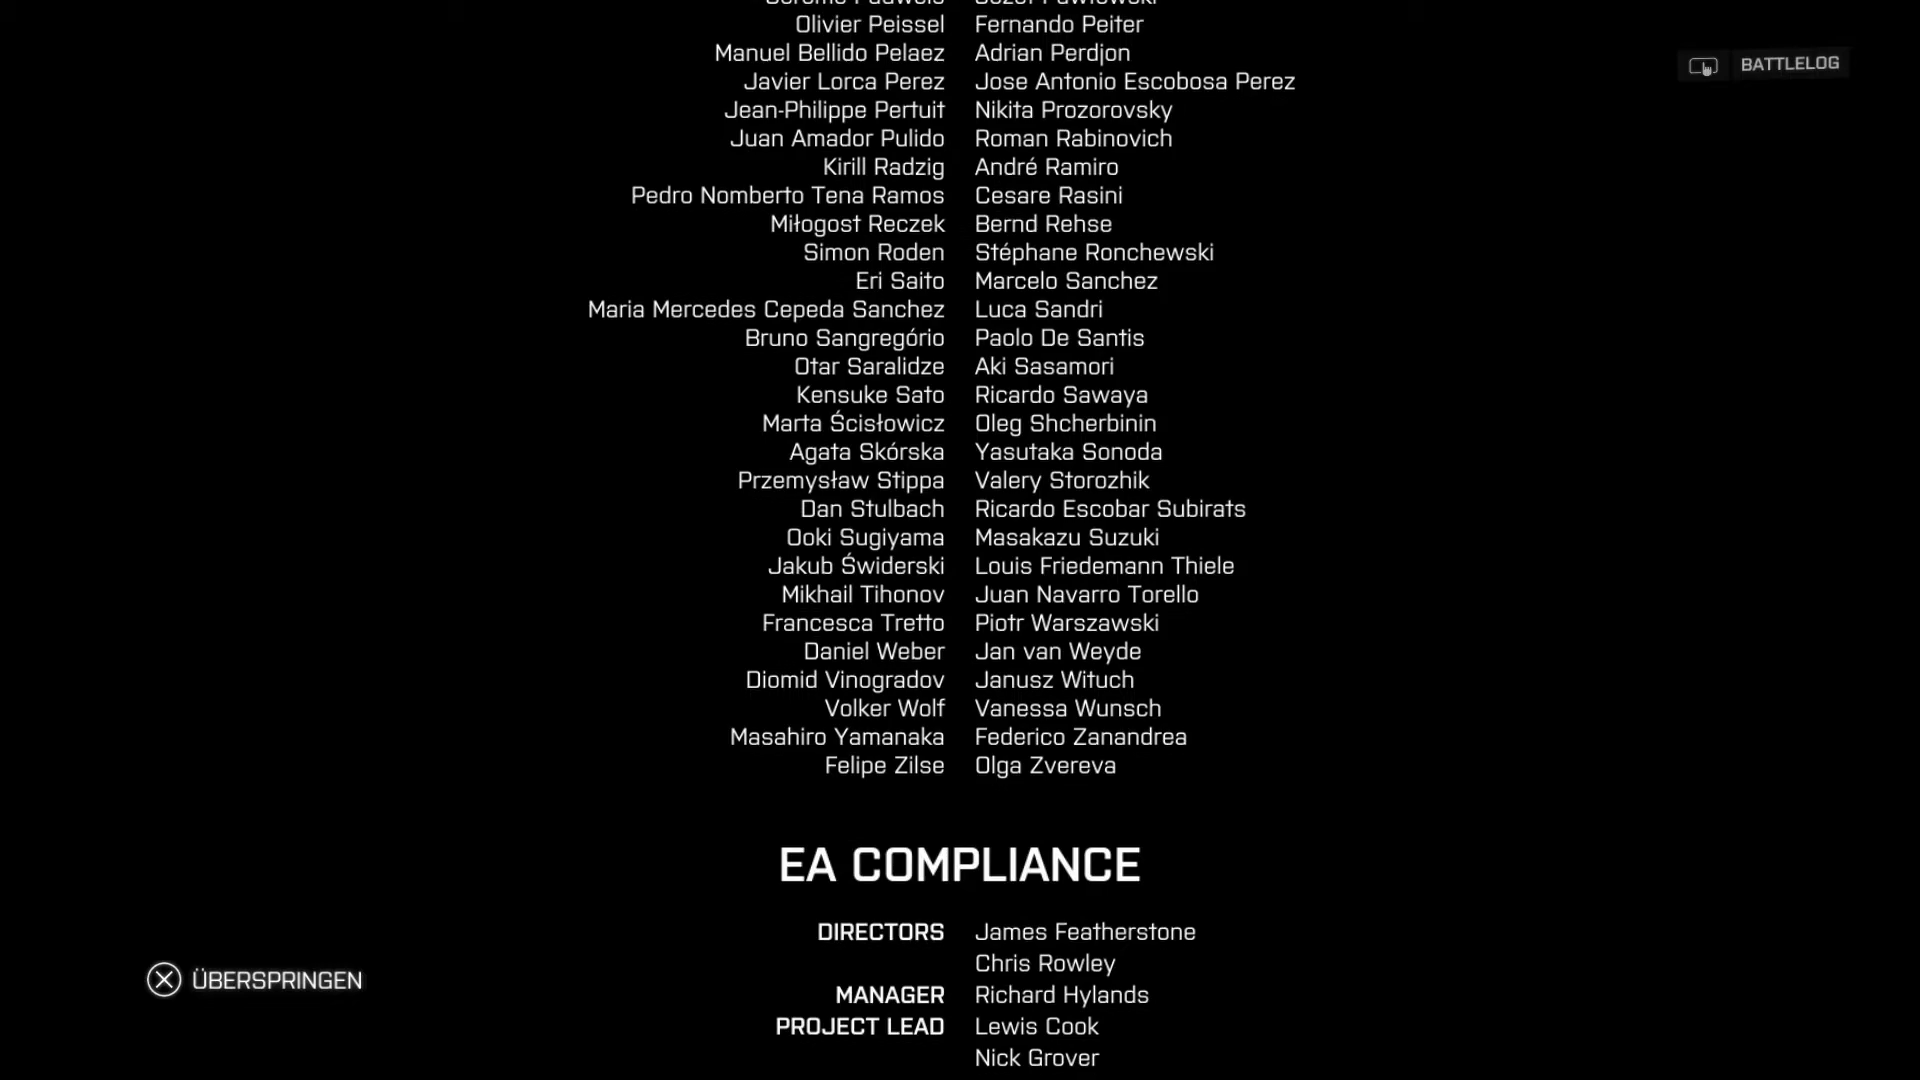 Olivier Peissel Fernando Peiter
Manuel Bellido Pelaez Adrian Perdjon
BATTLELOG
Javier Lorca Perez Jose Antonio Escobosa Perez
Jean-Philippe Pertuit Nikita Prozorovsky
Juan Amador Pulido Roman Rabinovich
Kirill Radzig André Ramiro
Pedro Nomberto Tena Ramos Cesare Rasini
Miłogost Reczek Bernd Rehse
Simon Roden Stéphane Ronchewski
Eri Saito Marcelo Sanchez
Maria Mercedes Cepeda Sanchez Luca Sandri
Bruno Sangregório Paolo De Santis
Otar Saralidze Aki Sasamori
Kensuke Sato Ricardo Sawaya
Marta Ścisłowicz Oleg Shcherbinin
Agata Skórska Yasutaka Sonoda
Przemysław Stippa Valery Storozhik
Dan Stulbach Ricardo Escobar Subirats
Ooki Sugiyama Masakazu Suzuki
Jakub Świderski Louis Friedemann Thiele
Mikhail Tihonov Juan Navarro Torello
Francesca Tretto Piotr Warszawski
Daniel Weber Jan van Weyde
Diomid Vinogradov Janusz Wituch
Volker Wolf Vanessa Wunsch
Masahiro Yamanaka Federico Zanandrea
Felipe Zilse Olga Zvereva
EA COMPLIANCE
DIRECTORS James Featherstone
Chris Rowley
ÜBERSPRINGEN
MANAGER Richard Hylands
PROJECT LEAD Lewis Cook
Nick Grover